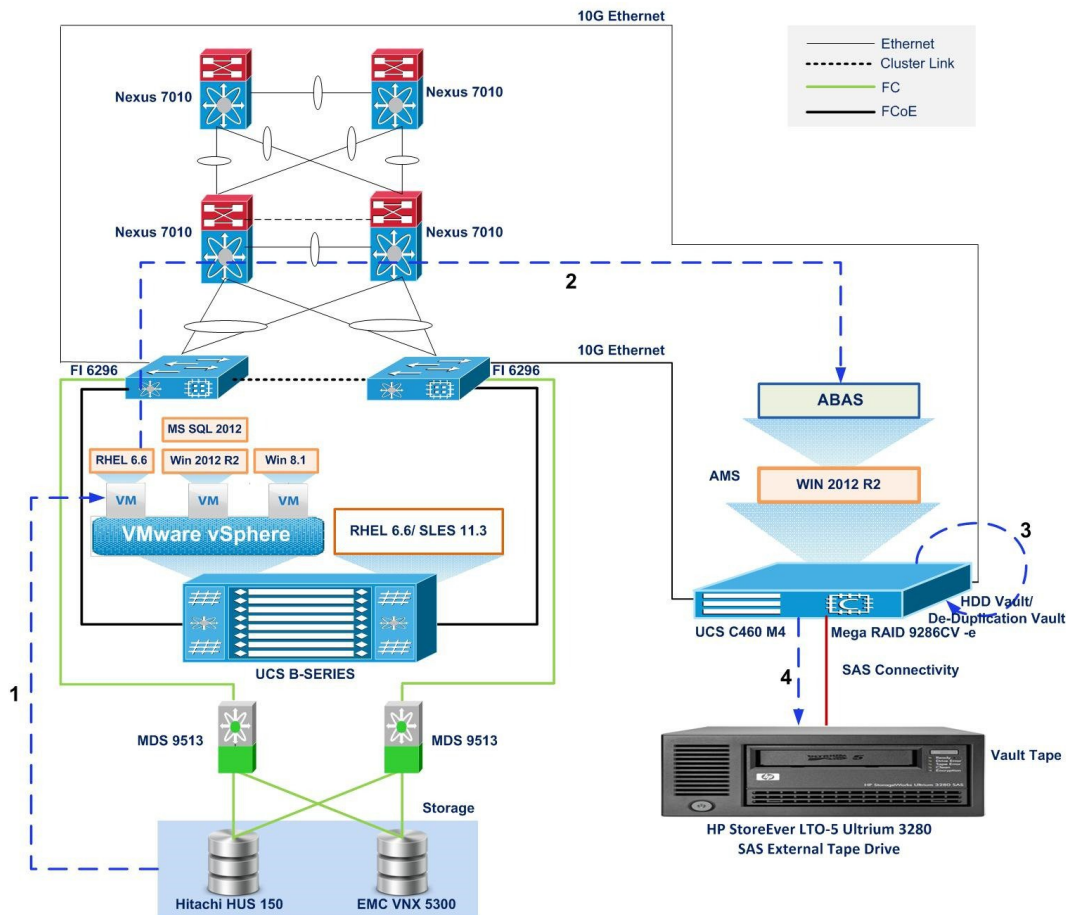 10G Ethernet
Ethernet
Cluster Link
FC
FCoE
Nexus 7010
Nexus 7010
Nexus 7010
Nexus 7010
2
10G Ethernet
FI 6296
FI 6296
ABAS
MS SQL 2012
RHEL 6.6
Win 2012 R2
Win 8.1
AMS
WIN 2012 R2
VM
VM
VM
VMware vSphere
RHEL 6.6/ SLES 11.3
3
HDD Vault/
De-Duplication Vault
UCS C460 M4
Mega RAID 9286CV -e
UCS B-SERIES
1
4
SAS Connectivity
MDS 9513
MDS 9513
Vault Tape
Storage
HP StoreEver LTO-5 Ultrium 3280
SAS External Tape Drive
Hitachi HUS 150
EMC VNX 5300